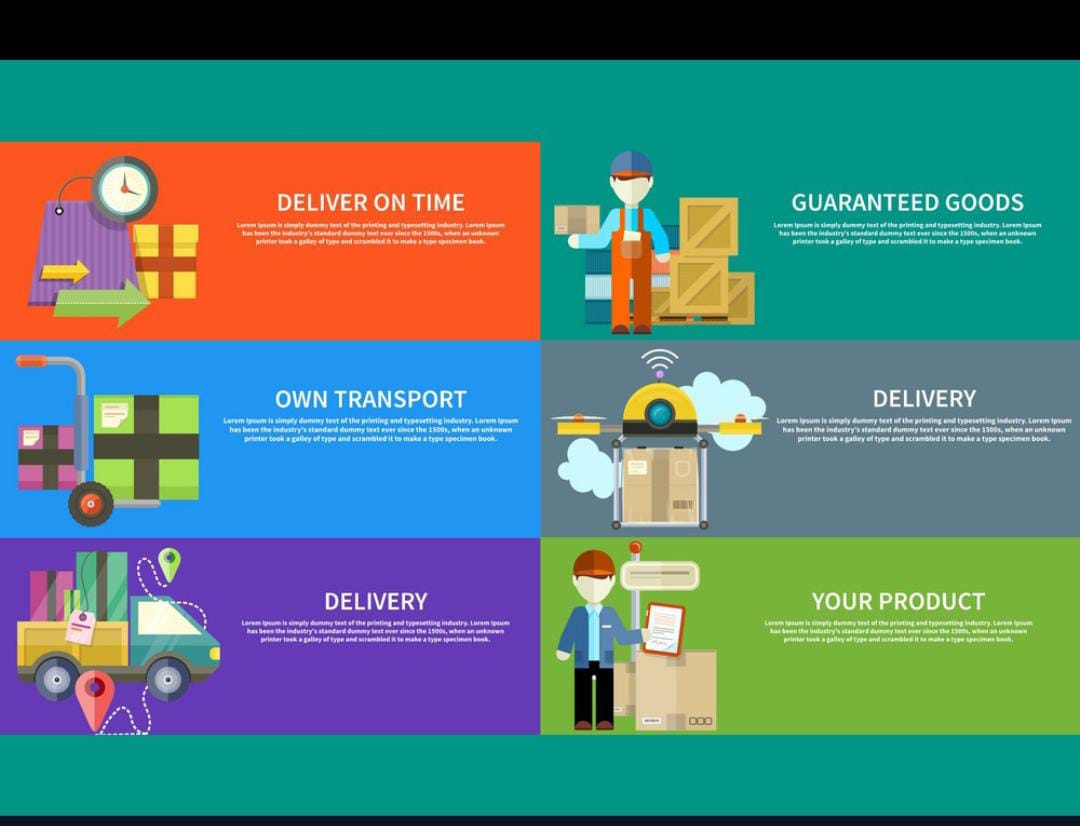 DELIVER ON TIME
Lorem Ipsum is simply dummy text of the printing and typesetting industry. Lorem Ipsum
has been the industry's standard dummy text ever since the 1500s, when an unknown
printer took a galley of type and scrambled it to make a type specimen book.
GUARANTEED GOODS
Lorem Ipsum is simply dummy text of the printing and typesetting industry. Lorem Ipsum
has been the industry's standard dummy text ever since the 1500s, when an unknown
printer took a galley of type and scrambled it to make a type specimen book.
OWN TRANSPORT
Lorem Ipsum is simply dummy text of the printing and typesetting industry. Lorem Ipsum
has been the industry's standard dummy text ever since the 1500s, when an unknown
printer took a galley of type and scrambled it to make a type specimen book.
DELIVERY
Lorem Ipsum is simply dummy text of the printing and typesetting industry. Lorem Ipsum
has been the industry's standard dummy text ever since the 1500s, when an unknown
printer took a galley of type and scrambled it to make a type specimen book.
DELIVERY
Lorem Ipsum is simply dummy text of the printing and typesetting industry. Lorem Ipsum
has been the industry's standard dummy text ever since the 1500s, when an unknown
printer took a galley of type and scrambled it to make a type specimen book.
YOUR PRODUCT
Lorem Ipsum is simply dummy text of the printing and typesetting industry. Lorem Ipsum
has been the industry's standard dummy text ever since the 1500s, when an unknown
printer took a galley of type and scrambled it to make a type specimen book.